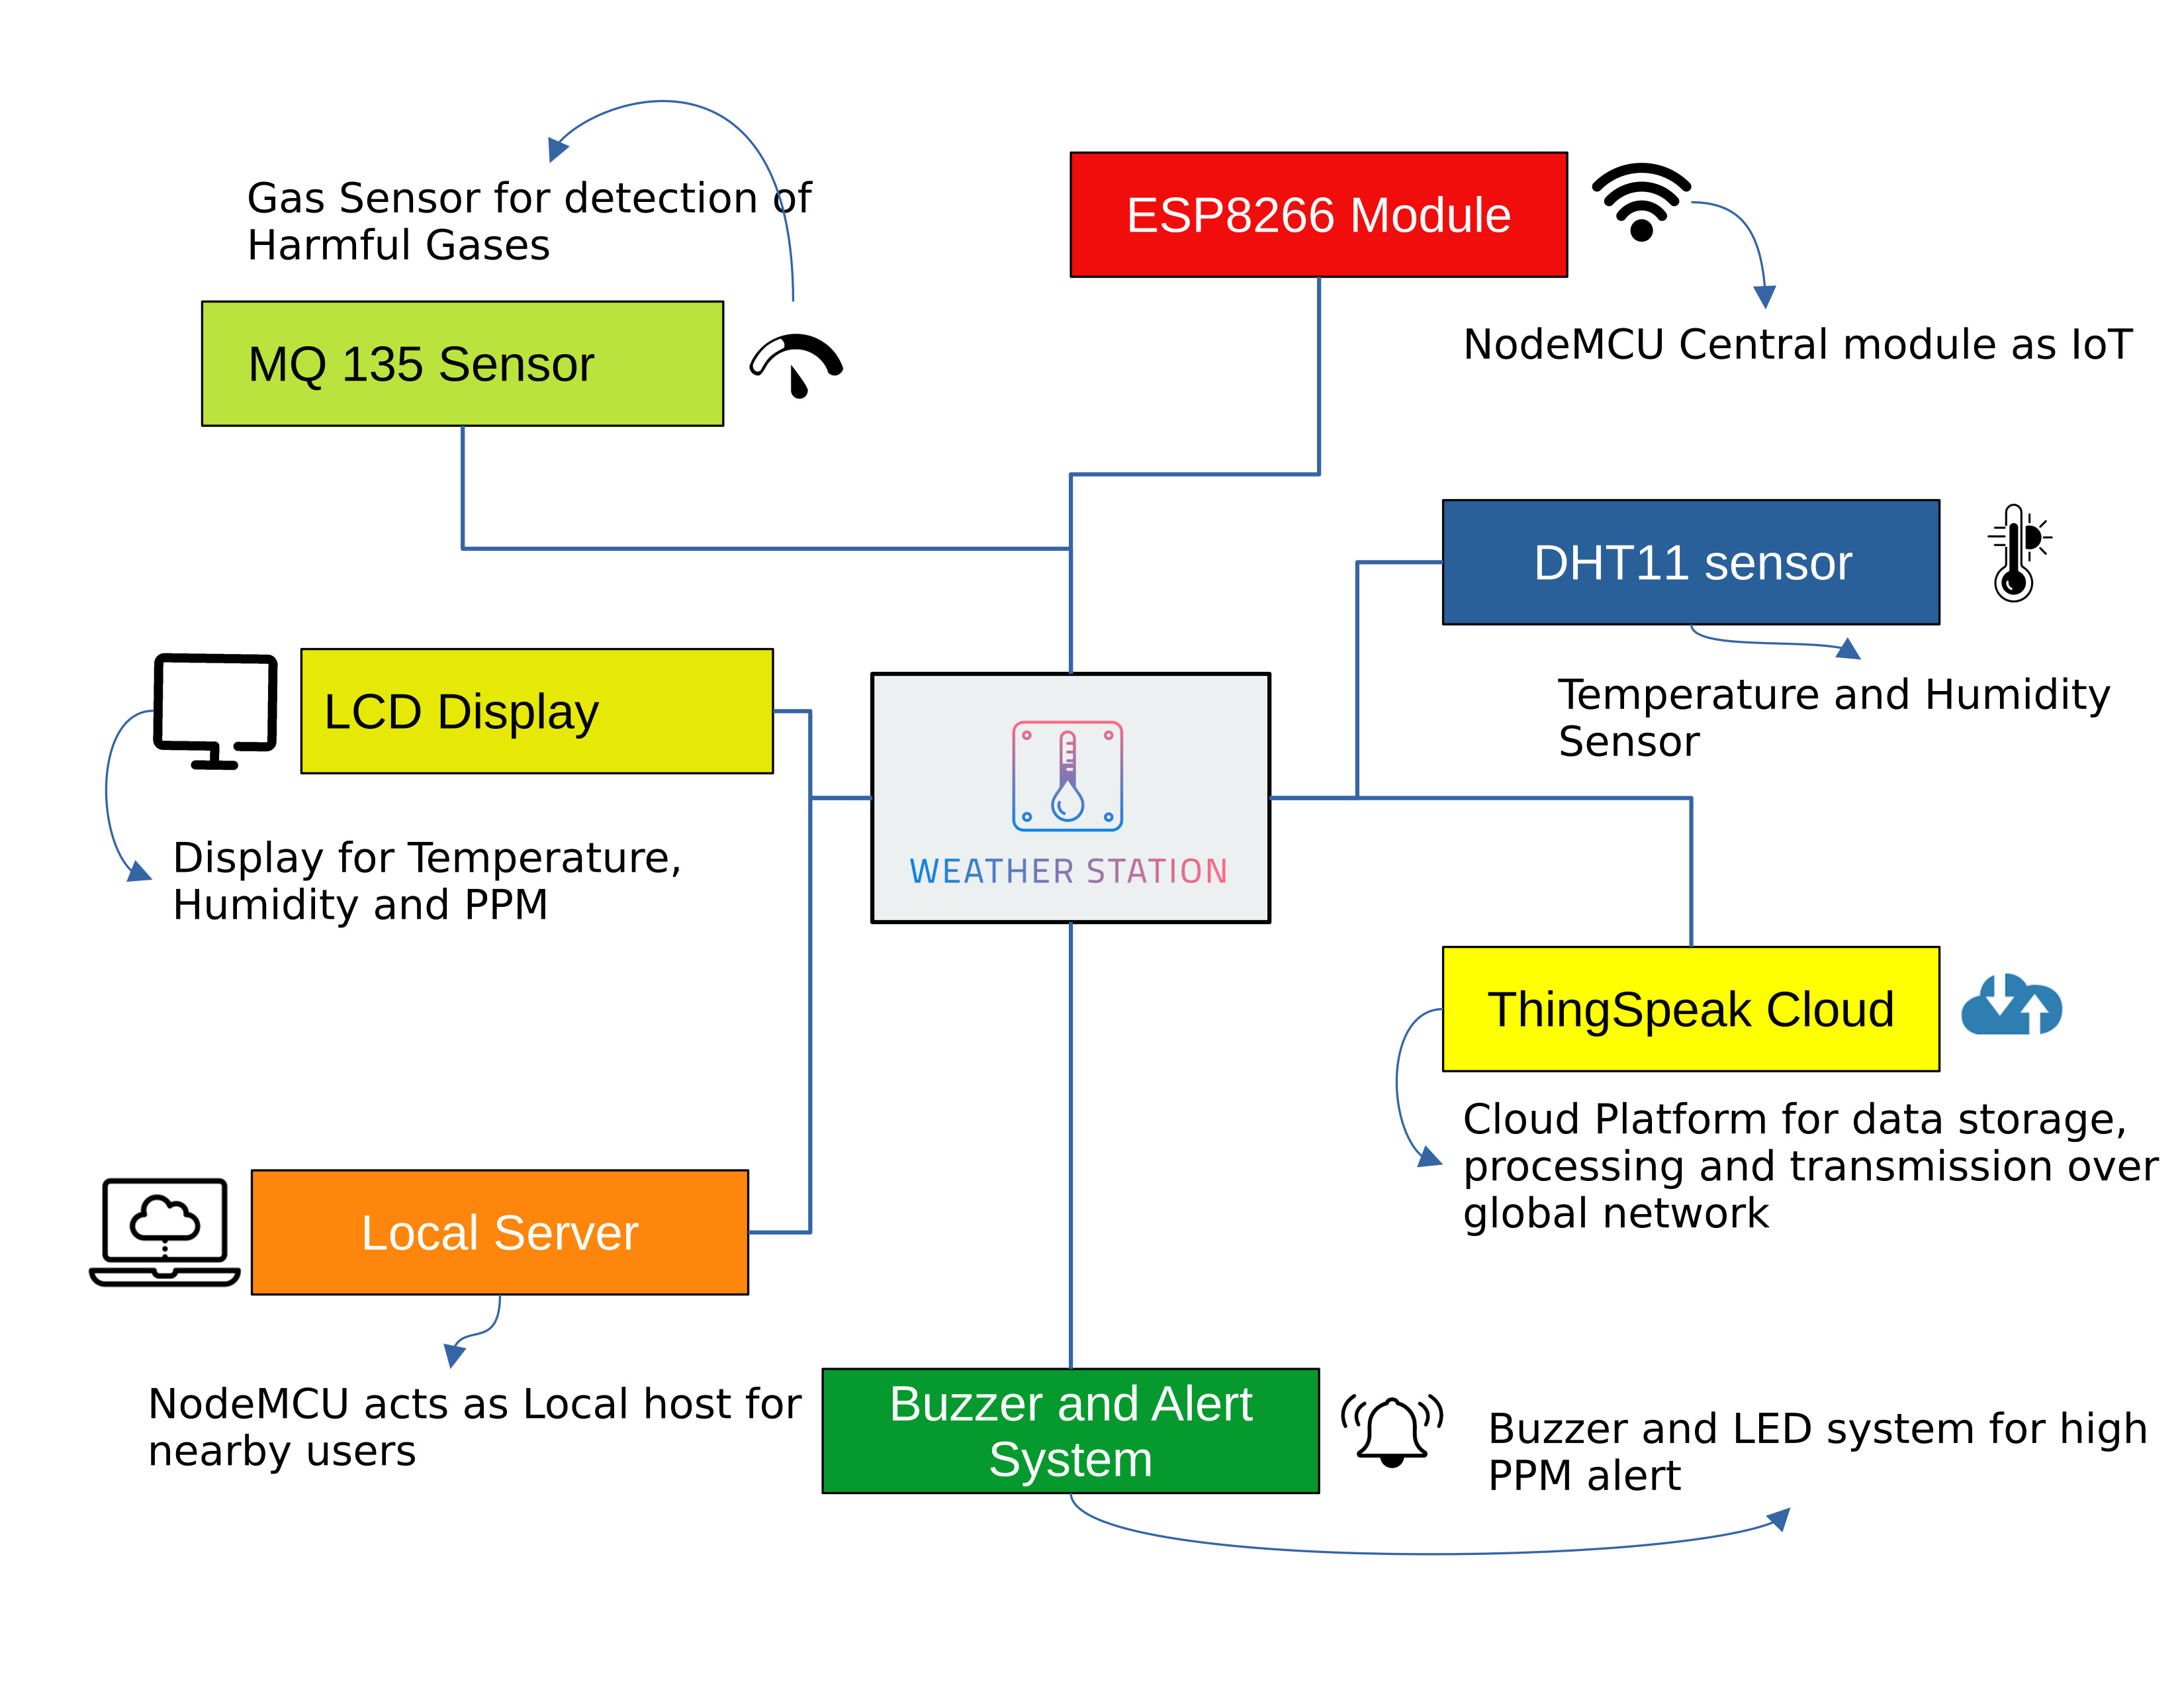 Gas Sensor for detection of
Harmful Gases
MQ 135 Sensor
ESP8266 Module
NodeMCU Central module as IoT
DHT11 sensor
Temperature and Humidity
Sensor
LCD Display
Display for Temperature,
Humidity and PPM
WEATHER STATION
ThingSpeak Cloud
Cloud Platform for data storage,
processing and transmission over
global network
Local Server
NodeMCU acts as Local host for
nearby users
Buzzer and Alert
System
Buzzer and LED system for high
PPM alert